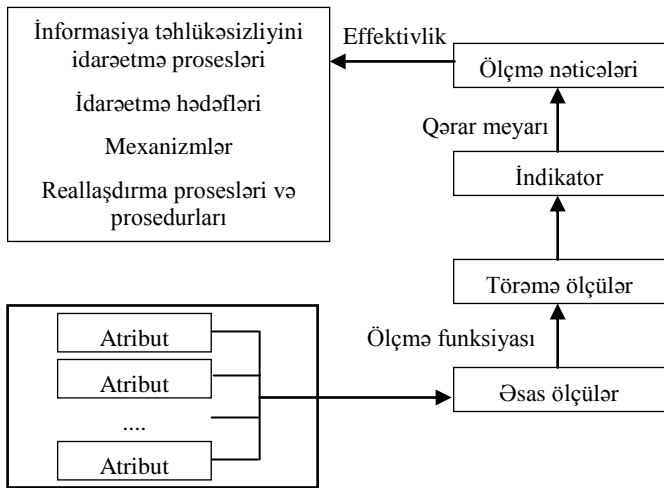 İnformasiya təhlükəsizliyini
idarəetmə prosesləri
İdarəetmə hədəfləri
Mexanizmlər
Reallaşdırma prosesləri və
prosedurları
Effektivlik
Ölçmə nəticələri
Qərar meyarı
İndikator
Törəmə ölçülər
Ölçmə funksiyası
Əsas ölçülər
Atribut
Atribut
....
Atribut